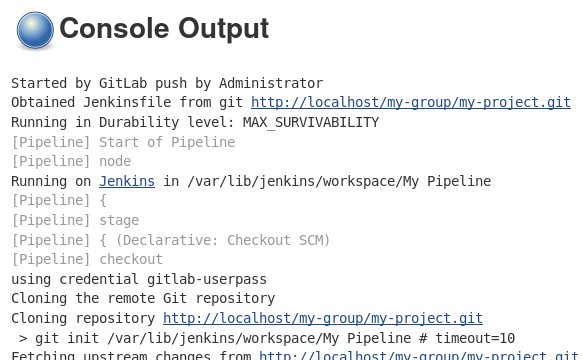 Console Output
Started by GitLab push by Administrator
Obtained Jenkinsfile from git http://localhost/my-group/my-project.git
Running in Durability level: MAX_SURVIVABILITY
[Pipeline] Start of Pipeline
[Pipeline] node
Running on Jenkins in /var/lib/jenkins/workspace/My Pipeline
[Pipeline] {
[Pipeline] stage
[Pipeline] { (Declarative: Checkout SCM)
[Pipeline] checkout
using credential gitlab-userpass
Cloning the remote Git repository
Cloning repository http://localhost/my-group/my-project.git
 > git init /var/lib/jenkins/workspace/My Pipeline # timeout=10
Fetching upstream changes from http://localhost/my-group/my-project.git